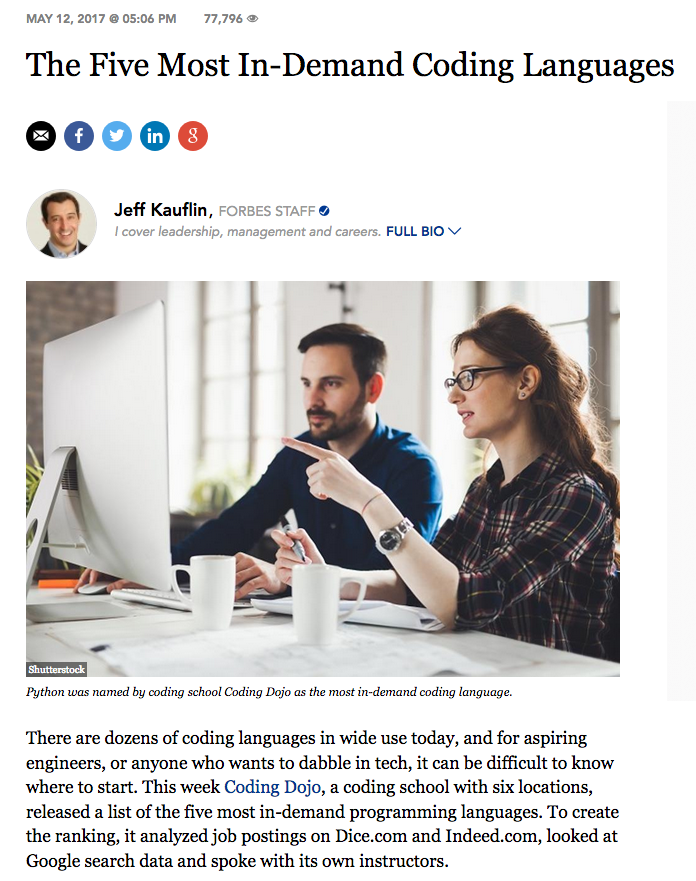 MAY 12, 2017 @ 05:06 PM 77,796
The Five Most In-Demand Coding Languages
f in g
Jeff Kauflin, FORBES STAFF
I cover leadership, management and careers. FULL BIO
Shutterstock
Python was named by coding school Coding Dojo as the most in-demand coding language.
There are dozens of coding languages in wide use today, and for aspiring
engineers, or anyone who wants to dabble in tech, it can be difficult to know
where to start. This week Coding Dojo, a coding school with six locations,
released a list of the five most in-demand programming languages. To create
the ranking, it analyzed job postings on Dice.com and Indeed.com, looked at
Google search data and spoke with its own instructors.